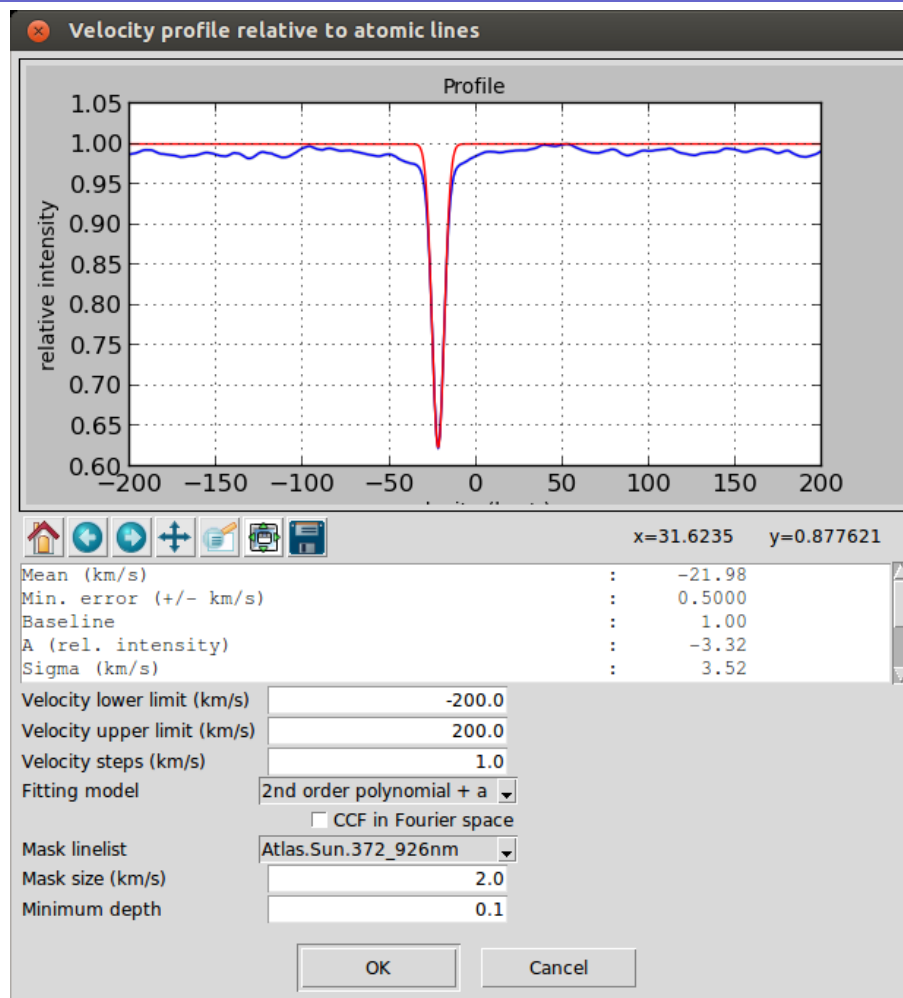 Velocity profile relative to atomic lines
Profile
1.05
1.00
0.95
0.90
0.85
0.80
0.75
0.70
0.65
0.60
relative intensity
−200 −150 −100 −50 0 50 100 150 200
x=31.6235 y=0.877621
Mean (km/s) : -21.98
Min. error (+/- km/s) : 0.5000
Baseline : 1.00
A (rel. intensity) : -3.32
Sigma (km/s) : 3.52
Velocity lower limit (km/s) -200.0
Velocity upper limit (km/s) 200.0
Velocity steps (km/s) 1.0
Fitting model 2nd order polynomial + a
CCF in Fourier space
Mask linelist Atlas.Sun.372_926nm
Mask size (km/s) 2.0
Minimum depth 0.1
OK Cancel